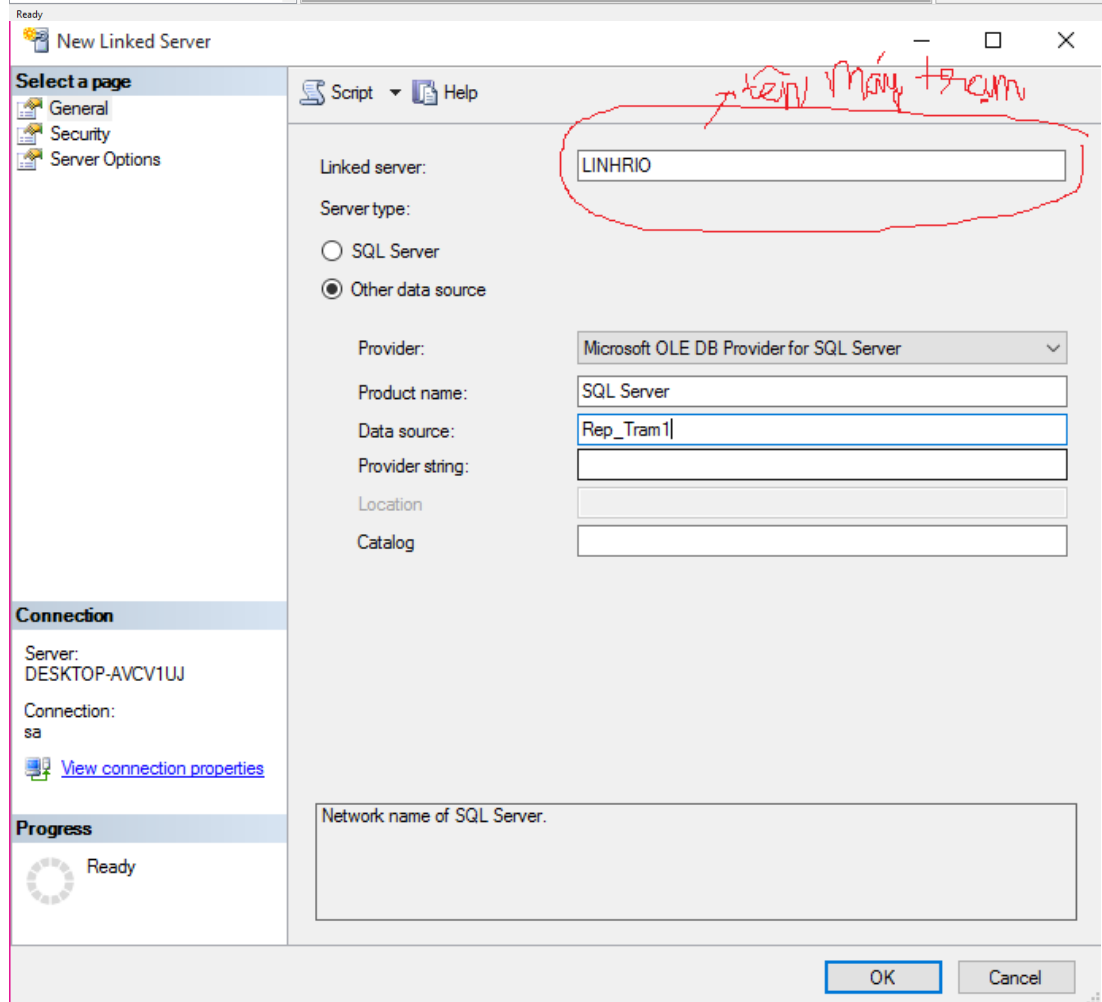 Ready
New Linked Server
Select a page
General
Security
Server Options
Script
Help
tên máy trạm
Linked server:
LINHRIO
Server type:
SQL Server
Other data source
Provider:
Microsoft OLE DB Provider for SQL Server
Product name:
SQL Server
Data source:
Rep_Tram1
Provider string:
Location
Catalog
Connection
Server:
DESKTOP-AVCV1UJ
Connection:
sa
View connection properties
Progress
Ready
Network name of SQL Server.
OK
Cancel